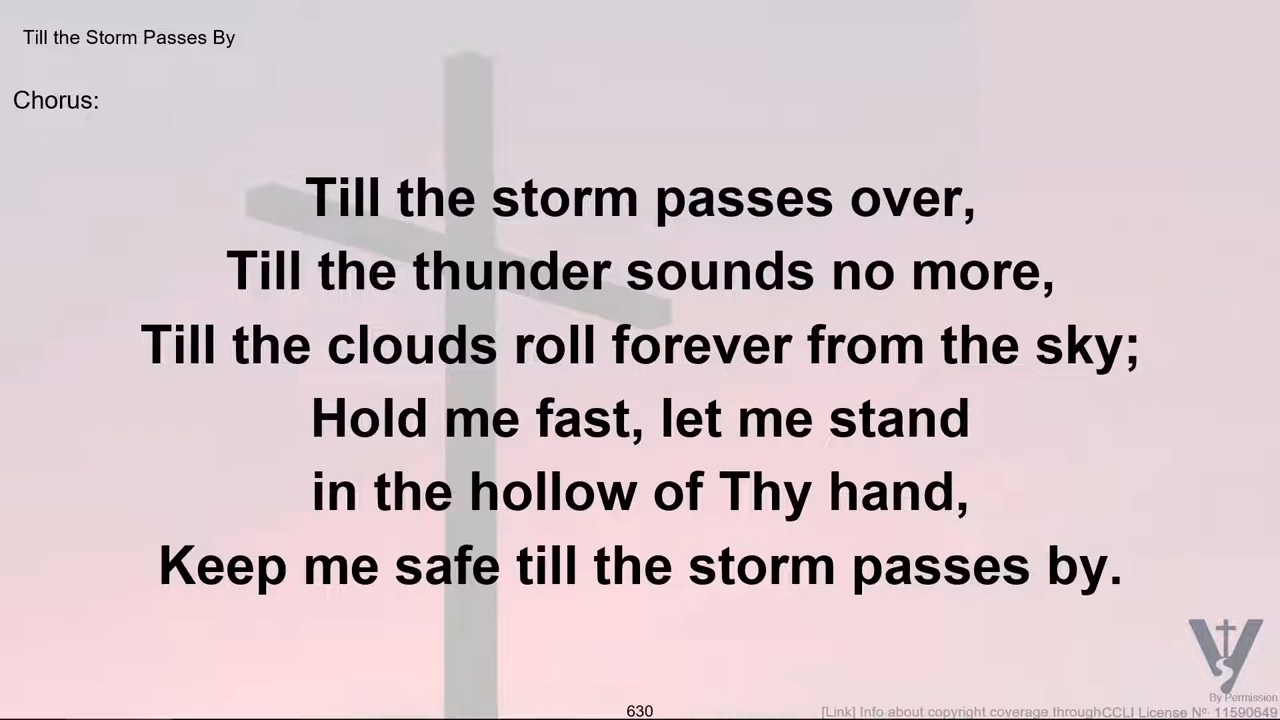 Till the Storm Passes By
Chorus:
Till the storm passes over,
Till the thunder sounds no more,
Till the clouds roll forever from the sky;
Hold me fast, let me stand
in the hollow of Thy hand,
Keep me safe till the storm passes by.
By Permission
630
[Link] Info about copyright coverage throughCCLI License Nº 11590649